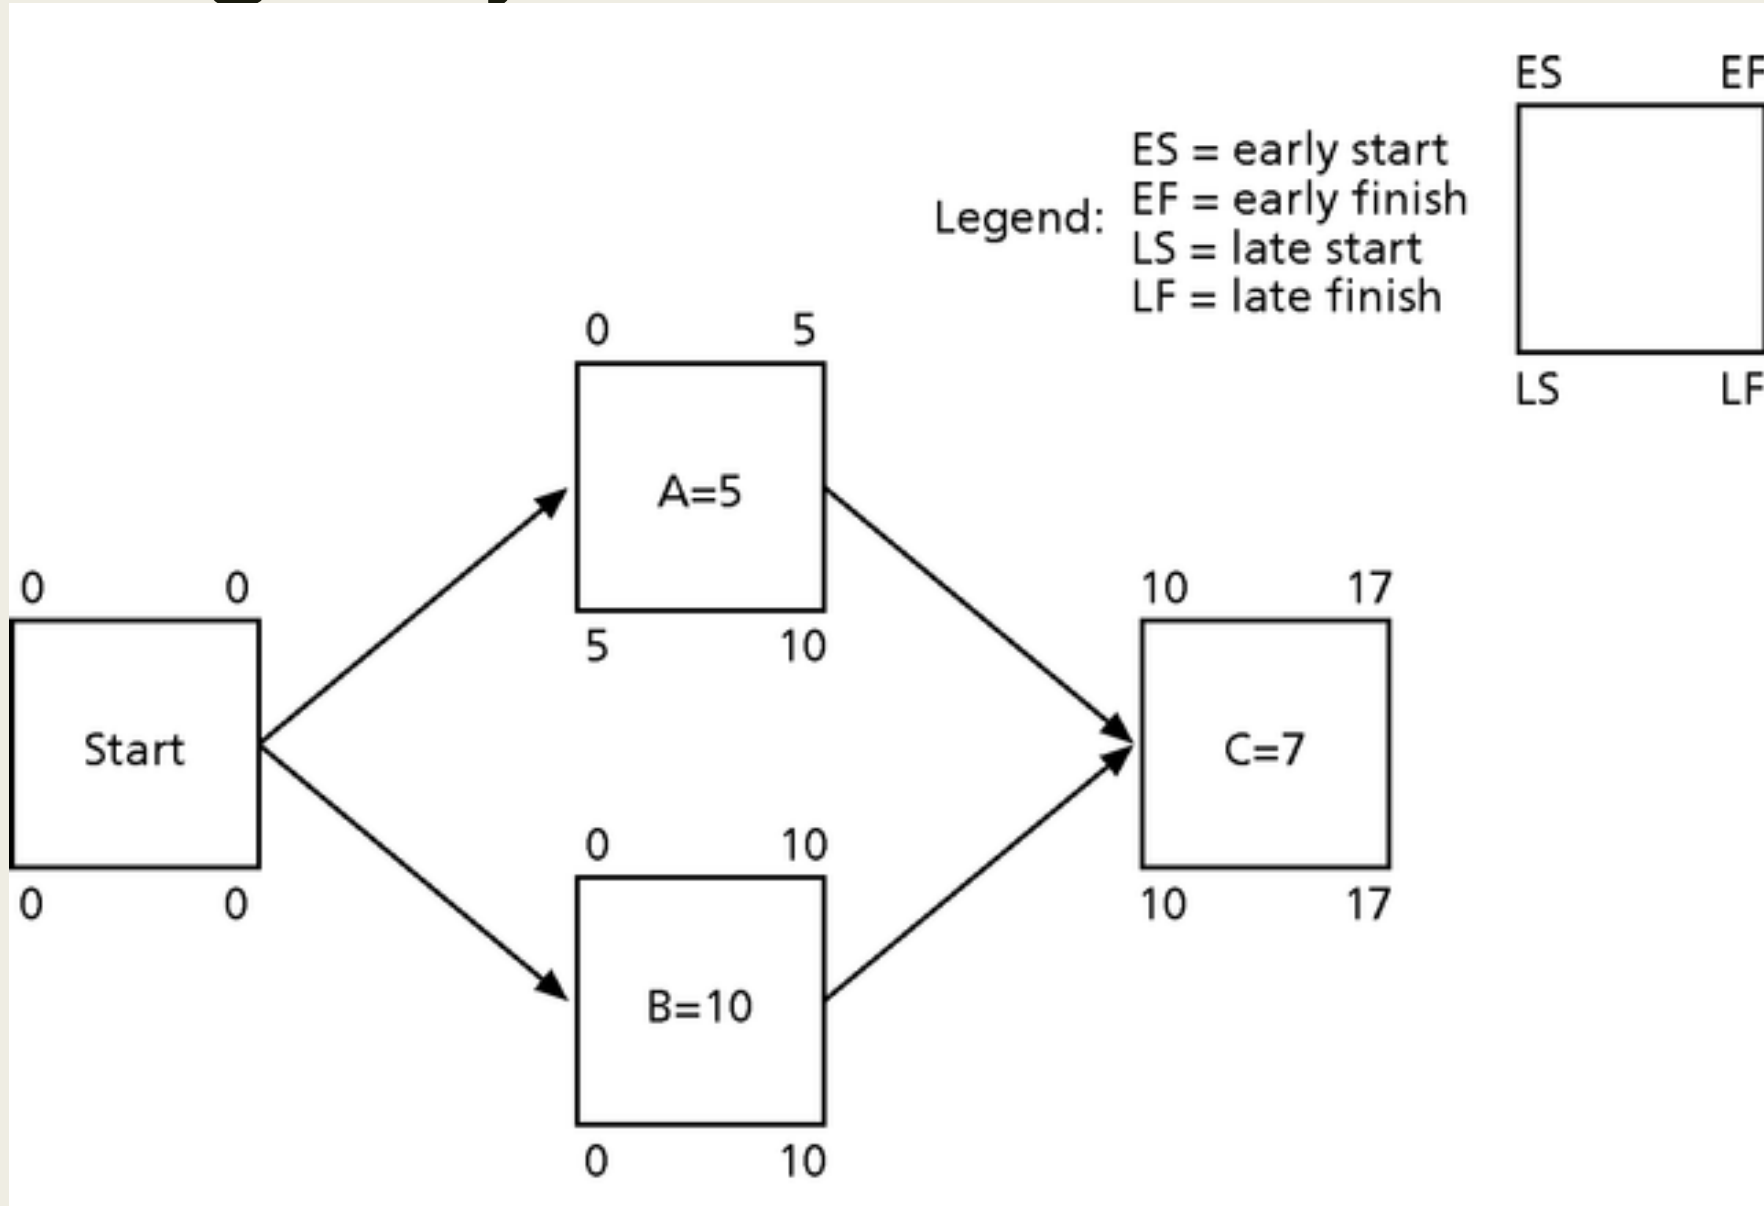 ES EF
ES = early start
EF = early finish
Legend:
LS = late start
LF = late finish
LS LF
0 5
A=5
5 10
0 0
Start
0 0
10 17
C=7
10 17
0 10
B=10
0 10